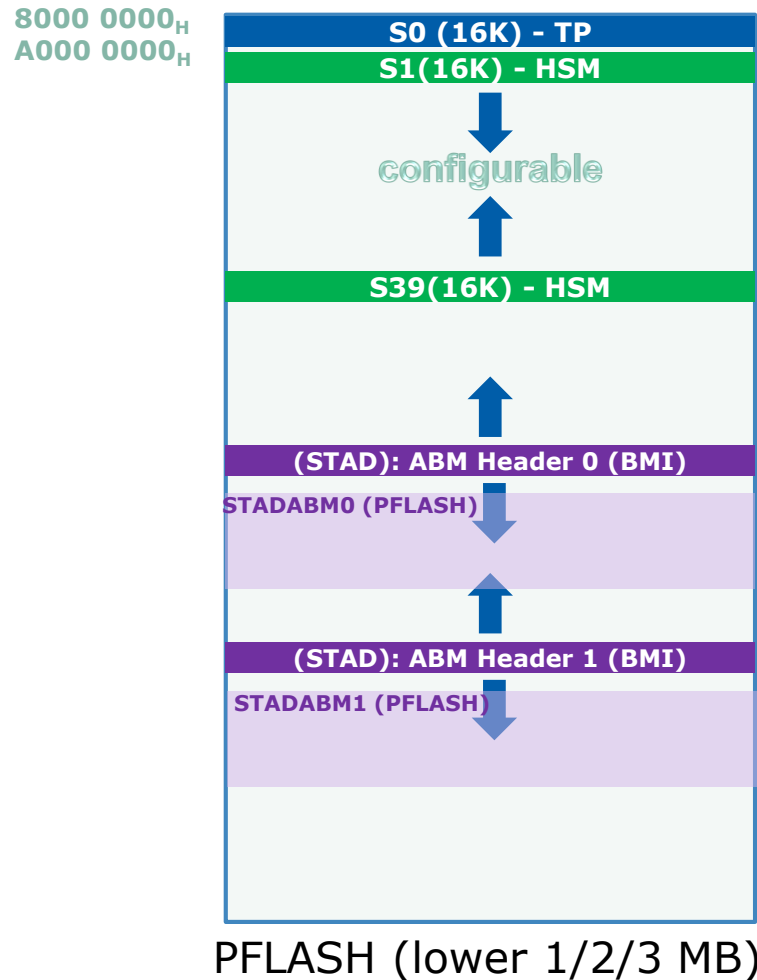 8000 0000H
A000 0000H
S0 (16K) - TP
S1(16K) - HSM
configurable
S39(16K) - HSM
(STAD): ABM Header 0 (BMI)
STADABM0 (PFLASH)
(STAD): ABM Header 1 (BMI)
STADABM1 (PFLASH)
PFLASH (lower 1/2/3 MB)